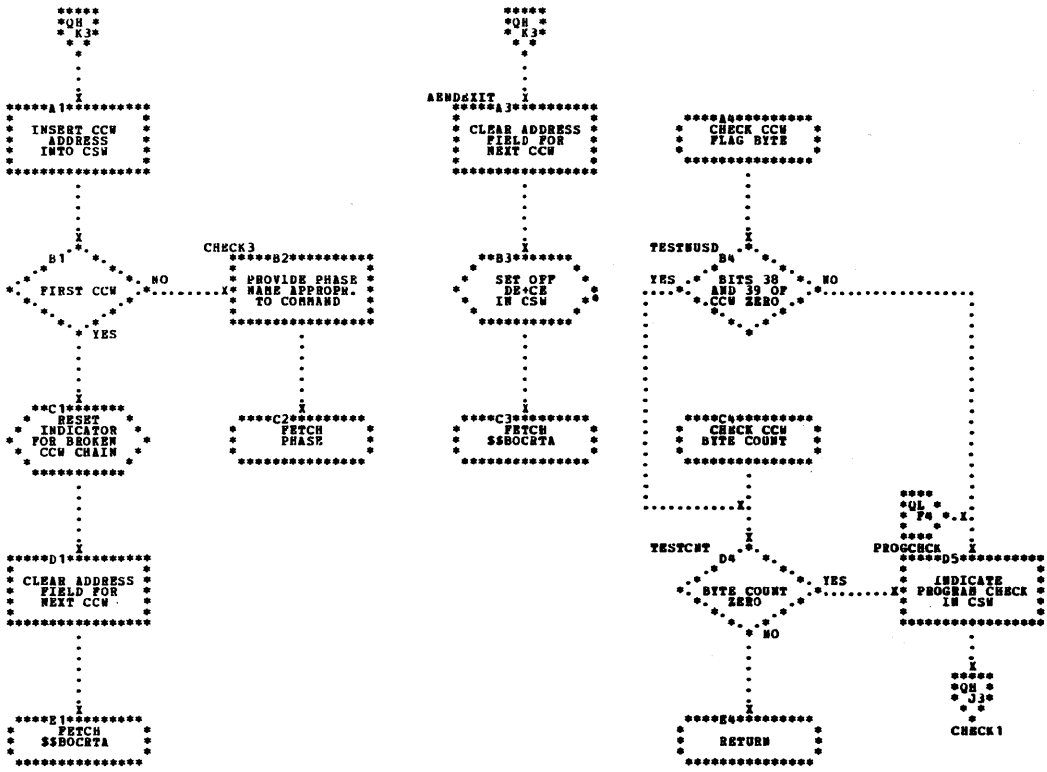 QH
K3
A1
INSERT CCW
ADDRESS
INTO CSW
B1
FIRST CCW
NO
YES
CHECK3
B2
PROVIDE PHASE
NAME APPROPR.
TO COMMAND
C1
RESET
INDICATOR
FOR BROKEN
CCW CHAIN
C2
FETCH
PHASE
D1
CLEAR ADDRESS
FIELD FOR
NEXT CCW
E1
FETCH
$$BOCRTA
QH
K3
AENDEXIT
A3
CLEAR ADDRESS
FIELD FOR
NEXT CCW
B3
SET OFF
DE+CE
IN CSW
C3
FETCH
$$BOCRTA
A4
CHECK CCW
FLAG BYTE
TESTNUSD
B4
YES
BITS 38
AND 39 OF
CCW ZERO
NO
C4
CHECK CCW
BYTE COUNT
TESTCNT
D4
BYTE COUNT
ZERO
YES
NO
E4
RETURN
QL
F4
PROGCHCK
D5
INDICATE
PROGRAM CHECK
IN CSW
QH
J3
CHECK1